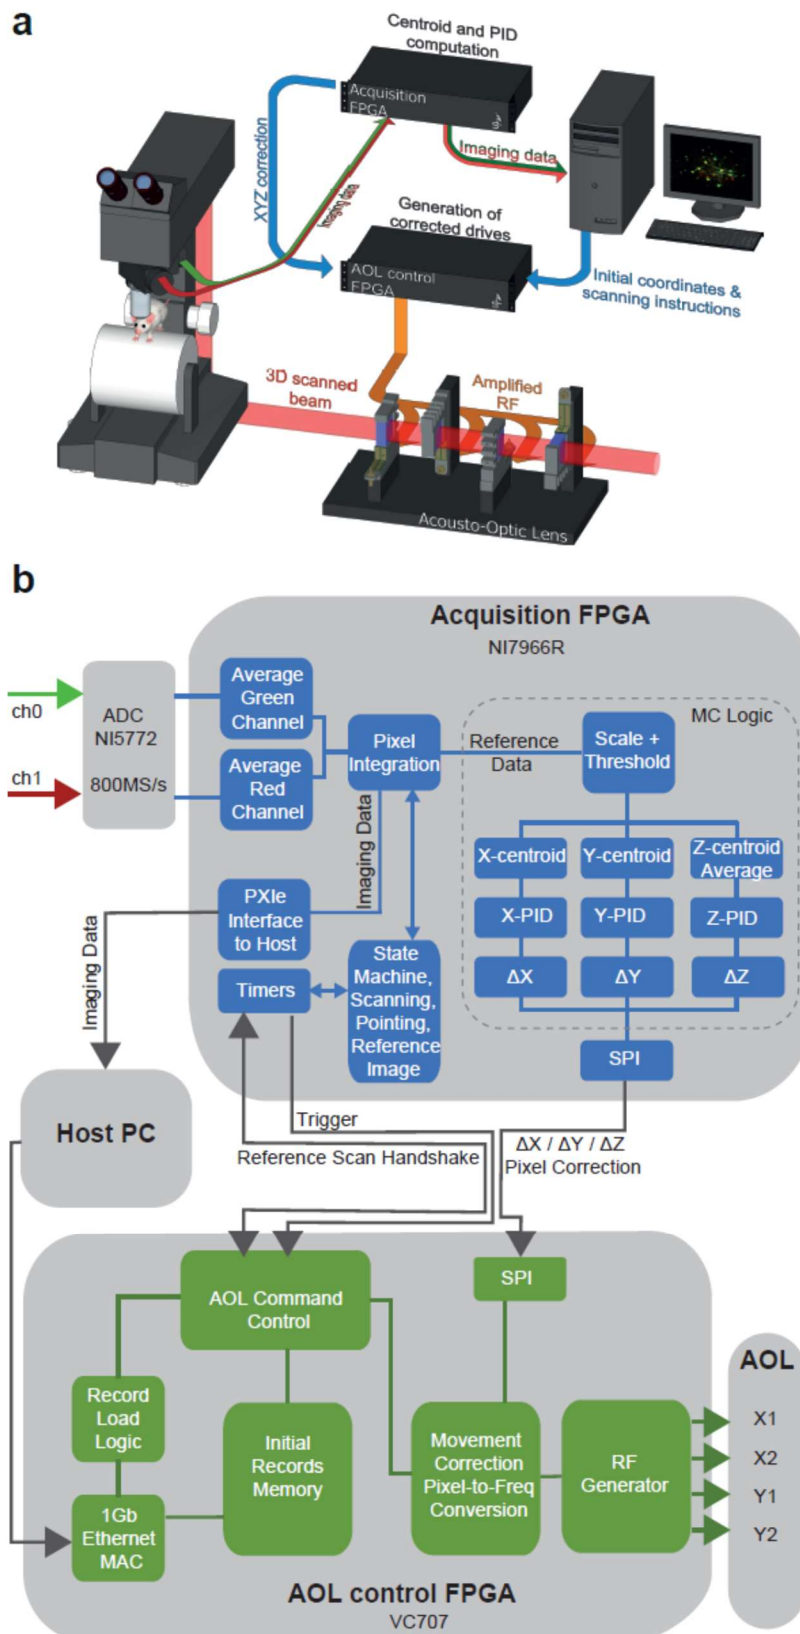 a
Centroid and PID
computation
Acquisition
FPGA
XYZ correction
Imaging data
Imaging data
Generation of
corrected drives
AOL control
FPGA
Initial coordinates &
scanning instructions
3D scanned
beam
Amplified
RF
Acousto-Optic Lens
b
Acquisition FPGA
NI7966R
ch0
ch1
ADC
NI5772
800MS/s
Average
Green
Channel
Average
Red
Channel
Pixel
Integration
Reference
Data
MC Logic
Scale +
Threshold
X-centroid
Y-centroid
Z-centroid
Average
X-PID
Y-PID
Z-PID
ΔX
ΔY
ΔZ
SPI
Imaging Data
PXIe
Interface
to Host
Timers
State
Machine,
Scanning,
Pointing,
Reference
Image
Imaging Data
Host PC
Trigger
Reference Scan Handshake
ΔX / ΔY / ΔZ
Pixel Correction
AOL Command
Control
SPI
Record
Load
Logic
Initial
Records
Memory
1Gb
Ethernet
MAC
Movement
Correction
Pixel-to-Freq
Conversion
RF
Generator
AOL
X1
X2
Y1
Y2
AOL control FPGA
VC707